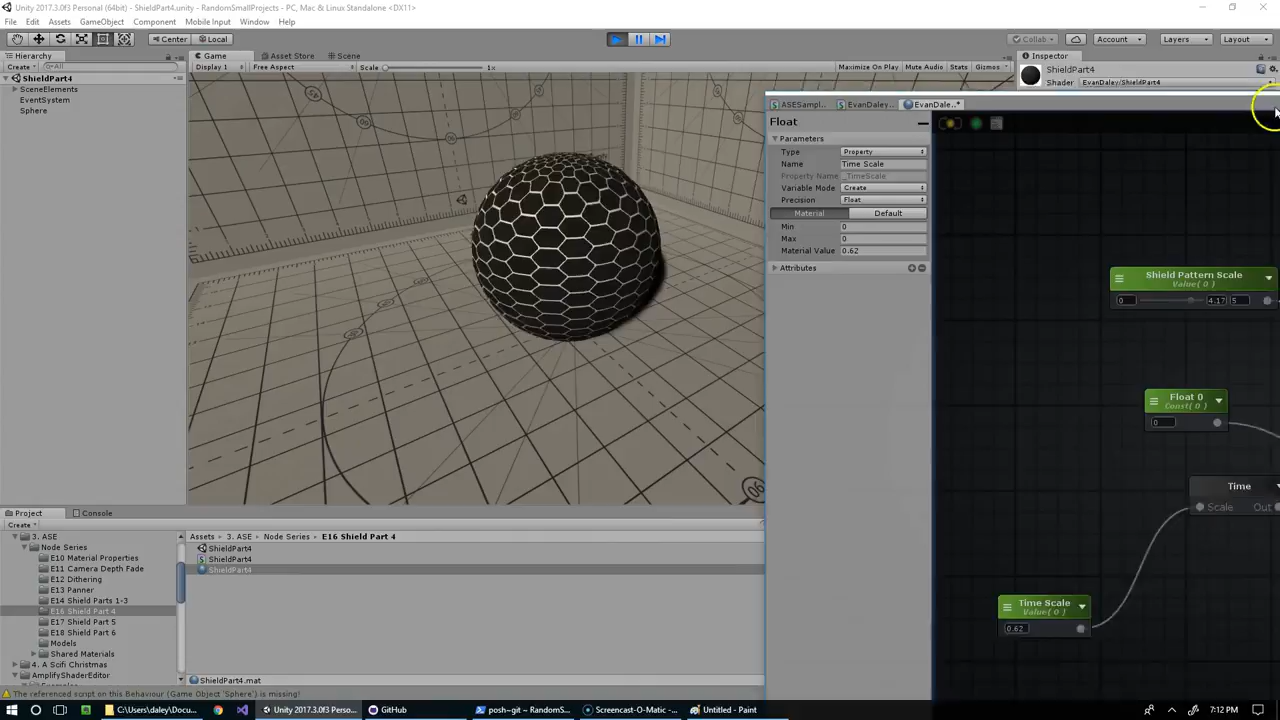 Unity 2017.3.0f3 Personal (64bit) - ShieldPart4.unity - RandomSmallProjects - PC, Mac & Linux Standalone <DX11>
File Edit Assets GameObject Component Mobile Input Window Help
Center Local Collab Account Layers Layout
Hierarchy Game Asset Store Scene Inspector
Create All Display 1 Free Aspect Scale 1x Maximize On Play Mute Audio Stats Gizmos ShieldPart4
ShieldPart4 Shader EvanDaley/ShieldPart4
SceneElements
EventSystem
Sphere
ASESampl.. EvanDaley.. EvanDale..*
Float
Parameters
Type Property
Name Time Scale
Property Name _TimeScale
Variable Mode Create
Precision Float
Material Default
Min 0
Max 0
Material Value 0.62
Attributes
Shield Pattern Scale
Value( 0 )
0 4.17 5
Float 0
Const( 0 )
0
Time
Scale Out
Time Scale
Value( 0 )
0.62
06
Project Console
Create
3. ASE Assets 3. ASE Node Series E16 Shield Part 4
Node Series ShieldPart4
E10 Material Properties ShieldPart4
E11 Camera Depth Fade ShieldPart4
E12 Dithering
E13 Panner
E14 Shield Parts 1-3
E16 Shield Part 4
E17 Shield Part 5
E18 Shield Part 6
Models
Shared Materials
4. A Scifi Christmas
AmplifyShaderEditor
Examples ShieldPart4.mat
The referenced script on this Behaviour (Game Object 'Sphere') is missing!
C:\Users\daley\Docu... Unity 2017.3.0f3 Perso... GitHub posh~git ~ RandomS... Screencast-O-Matic - ... Untitled - Paint 7:12 PM